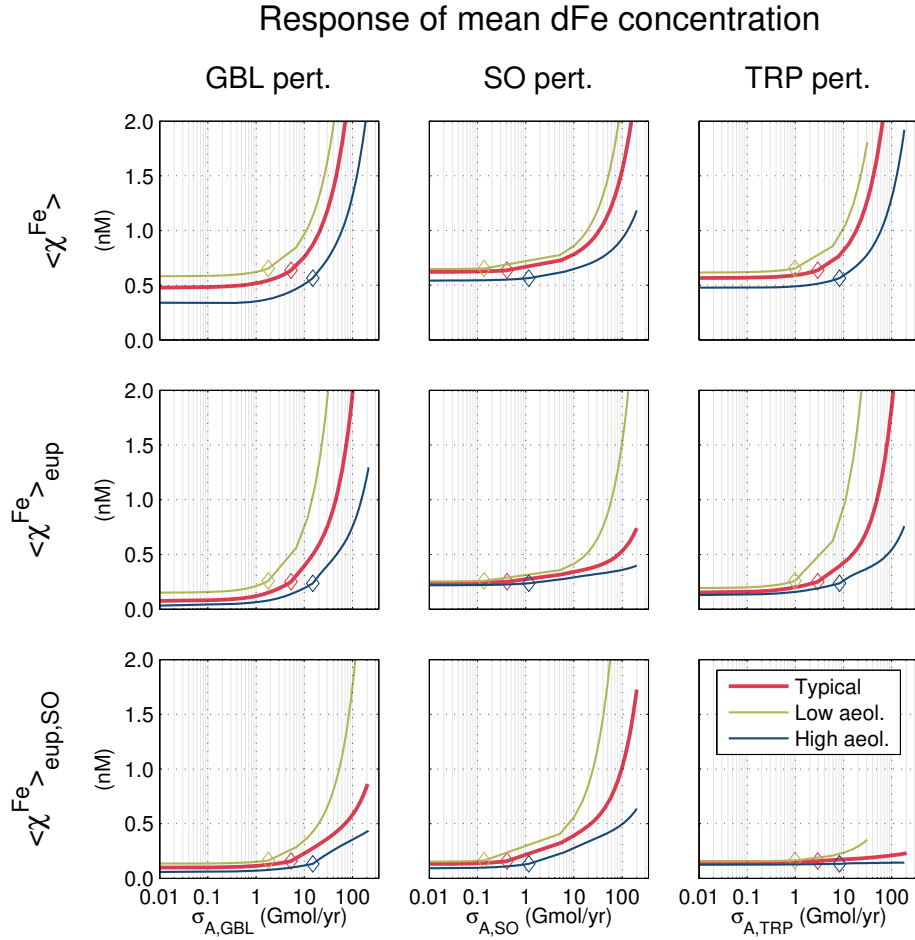 Response of mean dFe concentration
GBL pert. SO pert. TRP pert.
<χ^Fe>
(nM)
2.0
1.5
1.0
0.5
0.0
<χ^Fe>_eup
(nM)
2.0
1.5
1.0
0.5
0.0
<χ^Fe>_eup,SO
(nM)
2.0
1.5
1.0
0.5
0.0
Typical
Low aeol.
High aeol.
0.01 0.1 1 10 100 0.01 0.1 1 10 100 0.01 0.1 1 10 100
σ_A,GBL (Gmol/yr) σ_A,SO (Gmol/yr) σ_A,TRP (Gmol/yr)